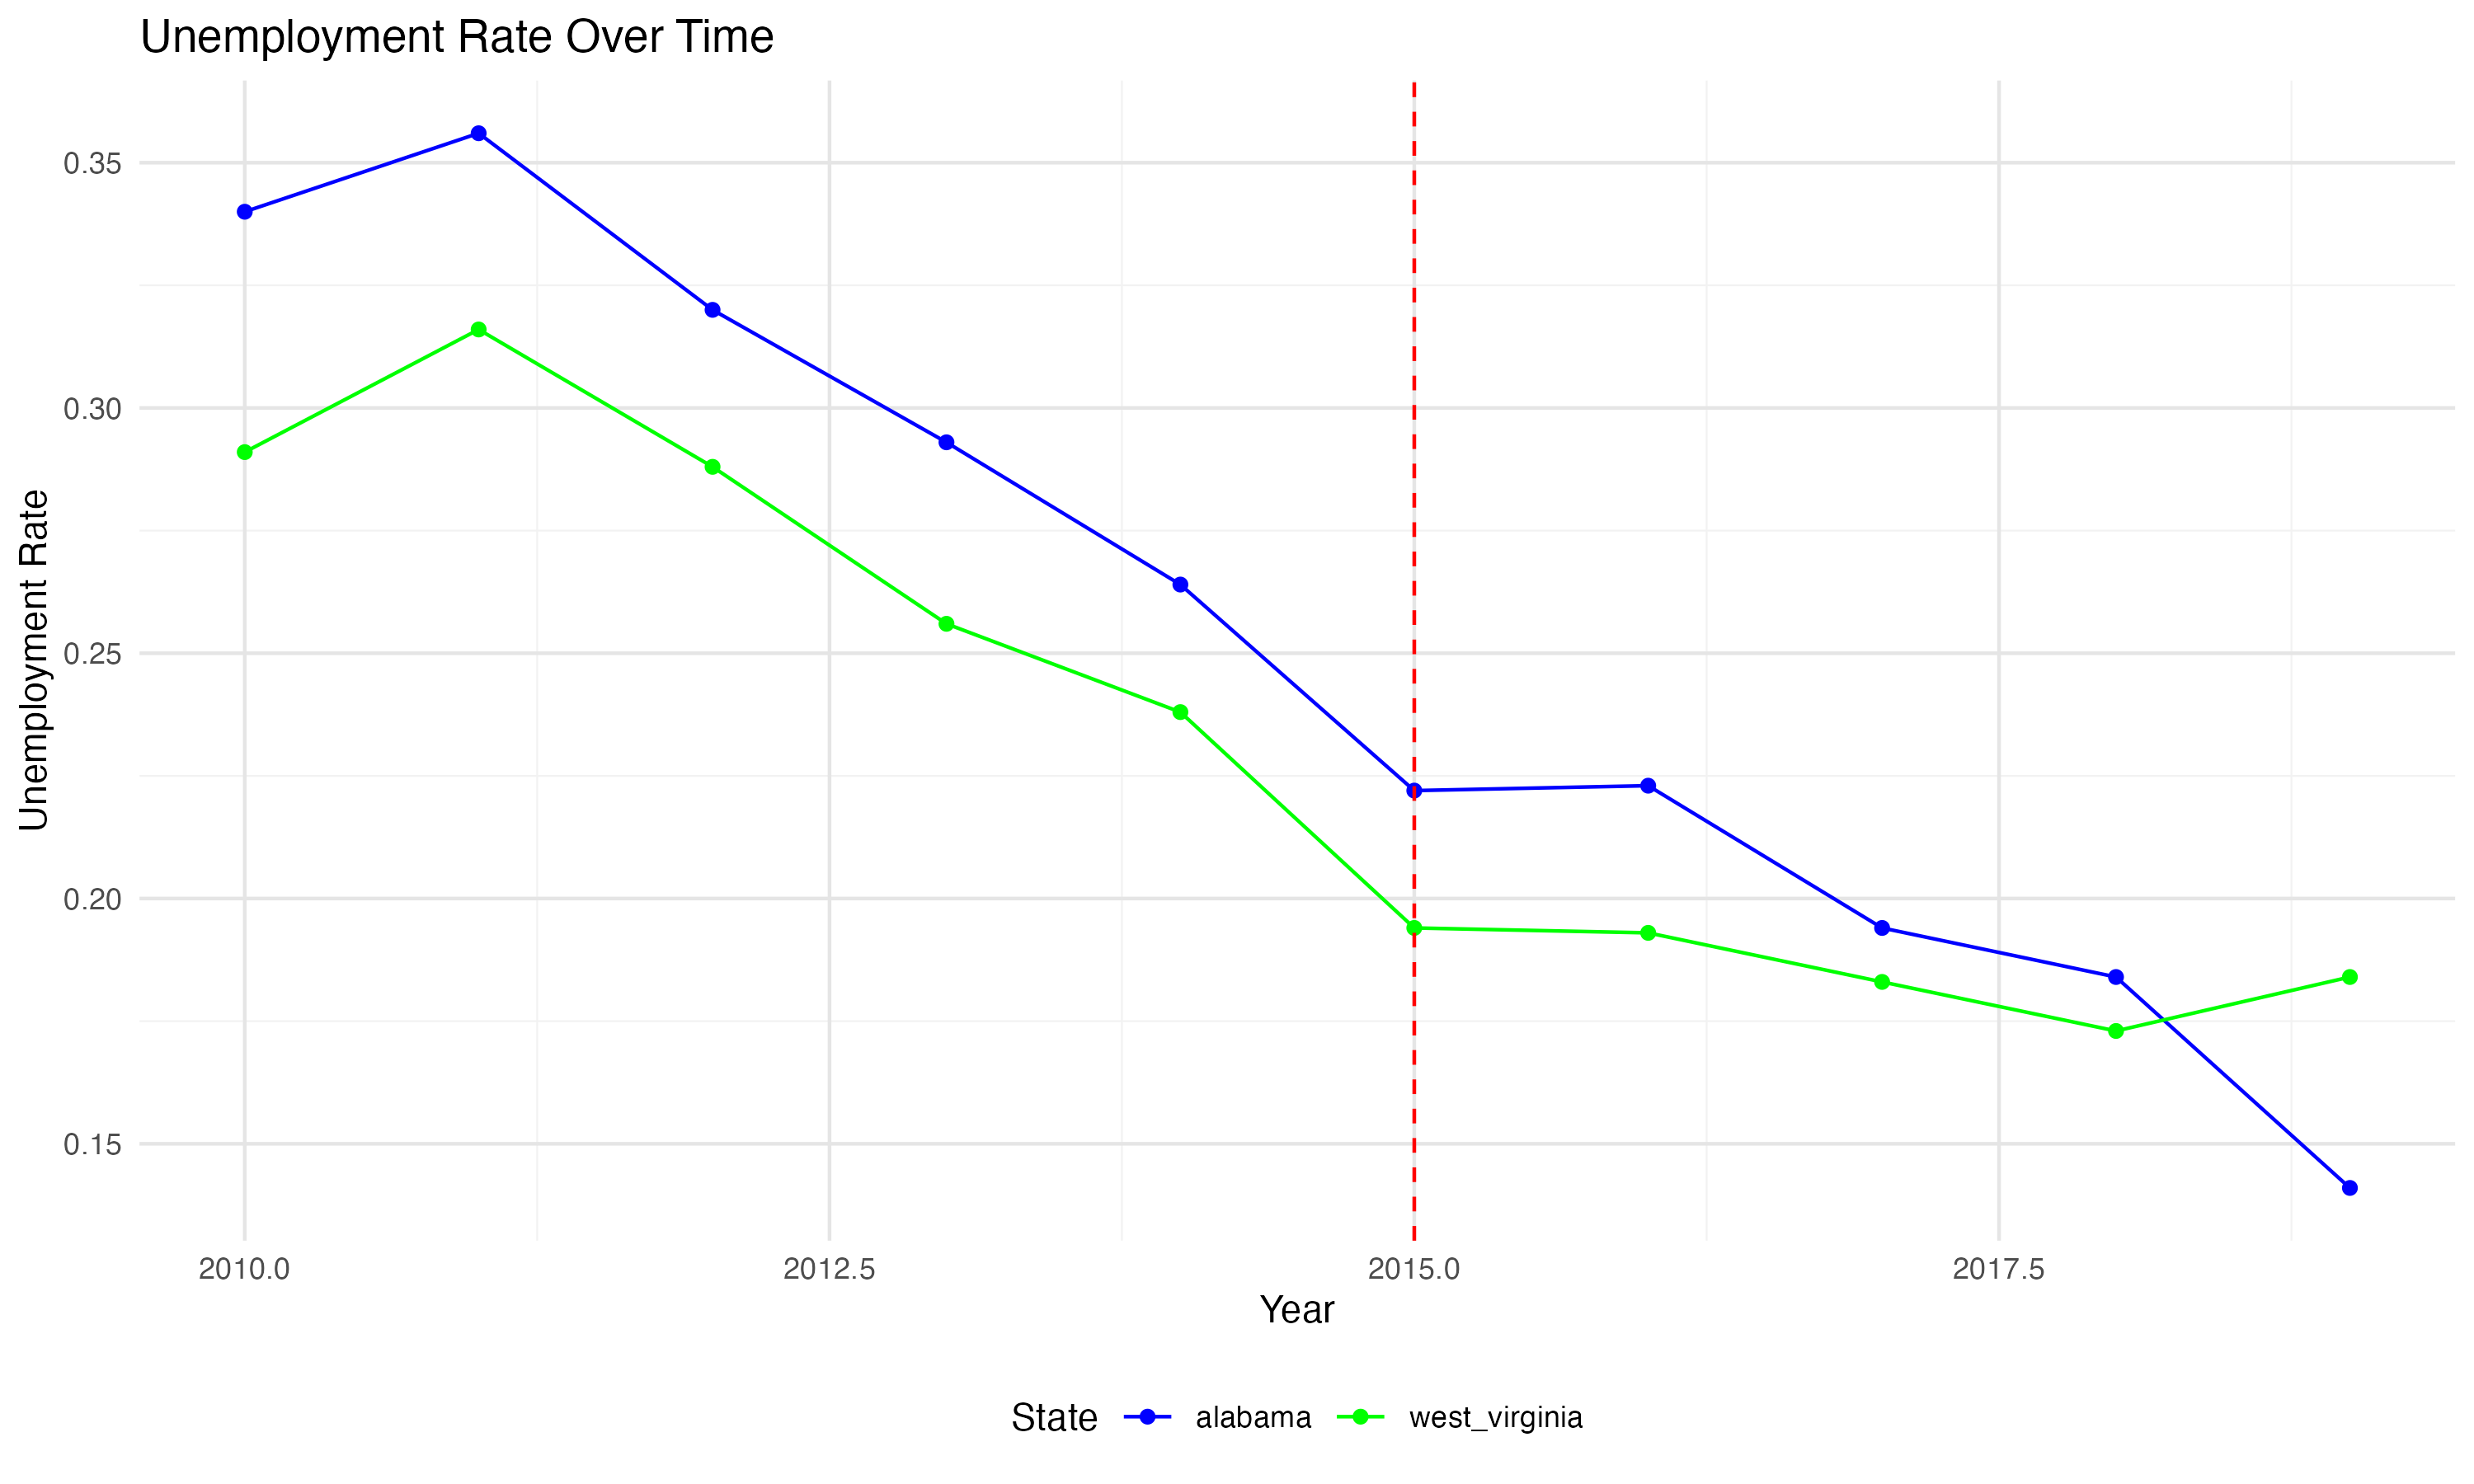 Unemployment Rate Over Time
Unemployment Rate
0.35
0.30
0.25
0.20
0.15
2010.0 2012.5 2015.0 2017.5
Year
State alabama west_virginia